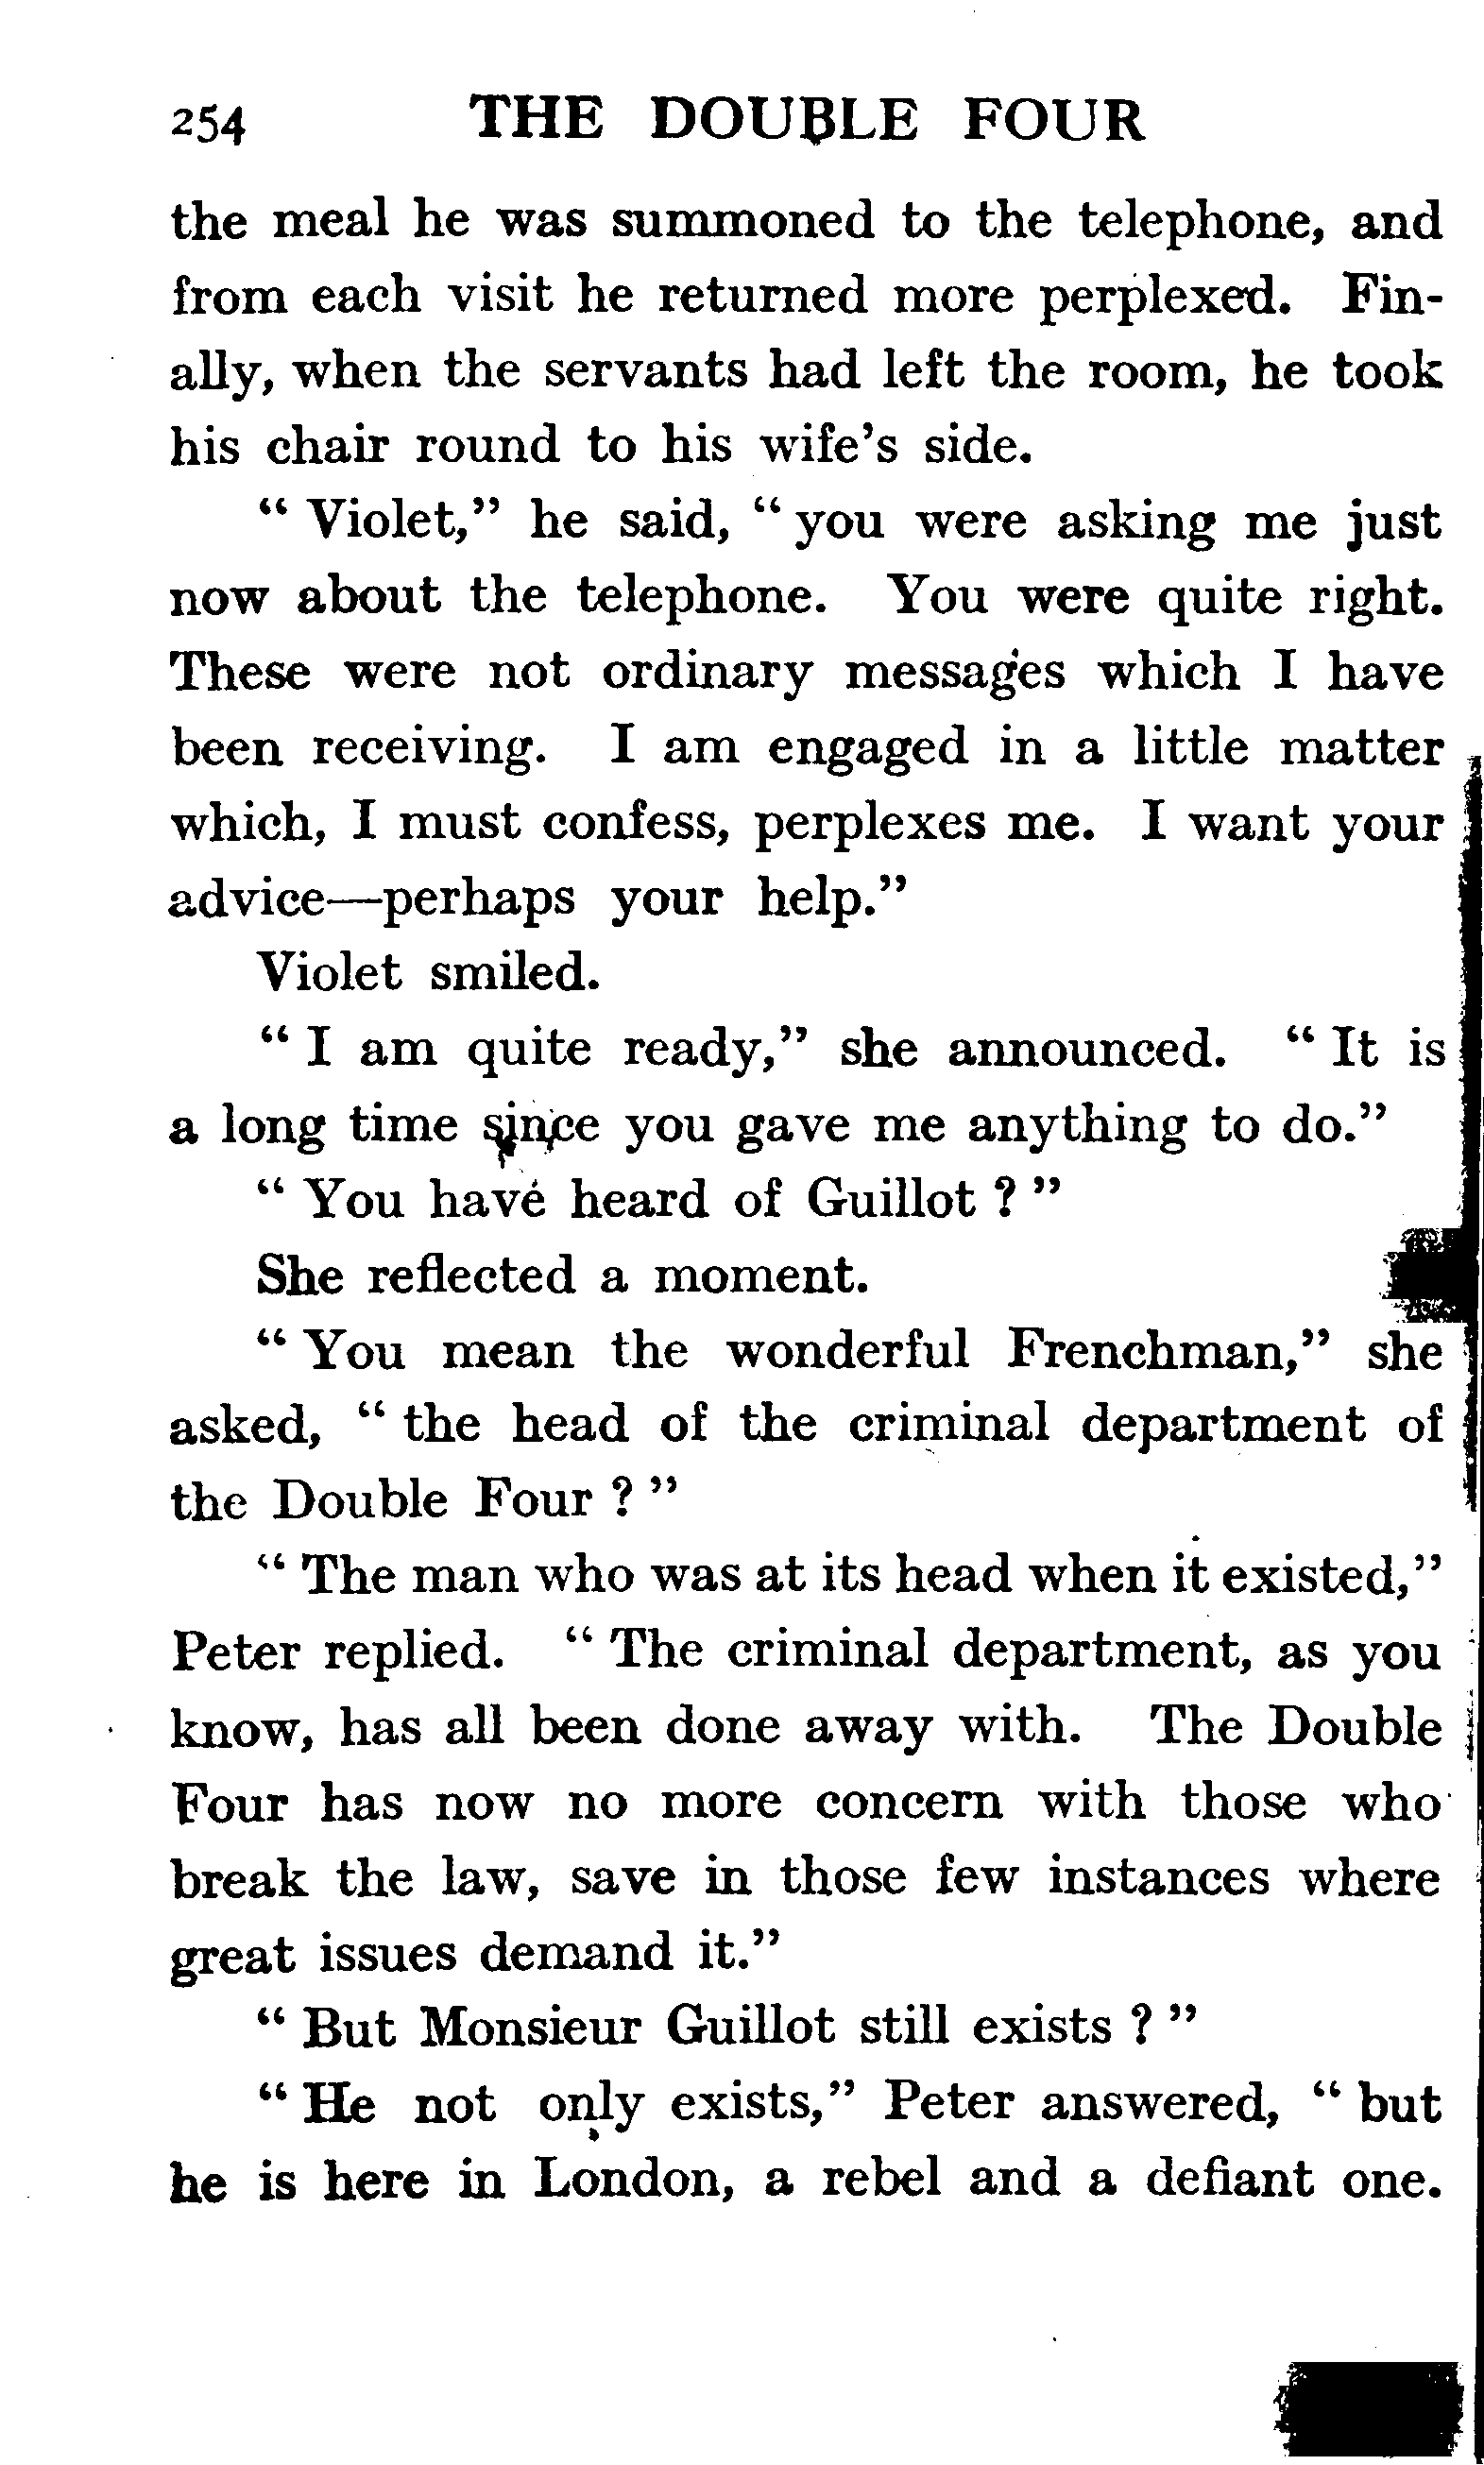 254 THE DOUBLE FOUR
the meal he was summoned to the telephone, and
from each visit he returned more perplexed. Fin-
ally, when the servants had left the room, he took
his chair round to his wife's side.
" Violet," he said, " you were asking me just
now about the telephone. You were quite right.
These were not ordinary messages which I have
been receiving. I am engaged in a little matter
which, I must confess, perplexes me. I want your
advice—perhaps your help."
Violet smiled.
" I am quite ready," she announced. " It is
a long time since you gave me anything to do."
" You have heard of Guillot ? "
She reflected a moment.
" You mean the wonderful Frenchman," she
asked, " the head of the criminal department of
the Double Four ? "
" The man who was at its head when it existed,"
Peter replied. " The criminal department, as you
know, has all been done away with. The Double
Four has now no more concern with those who
break the law, save in those few instances where
great issues demand it."
" But Monsieur Guillot still exists ? "
" He not only exists," Peter answered, " but
he is here in London, a rebel and a defiant one.